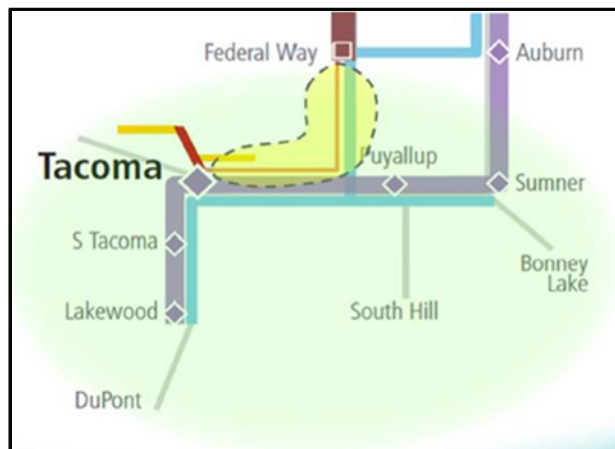 Federal Way
Auburn
Tacoma
Puyallup
Sumner
S Tacoma
Bonney
Lake
Lakewood
South Hill
DuPont